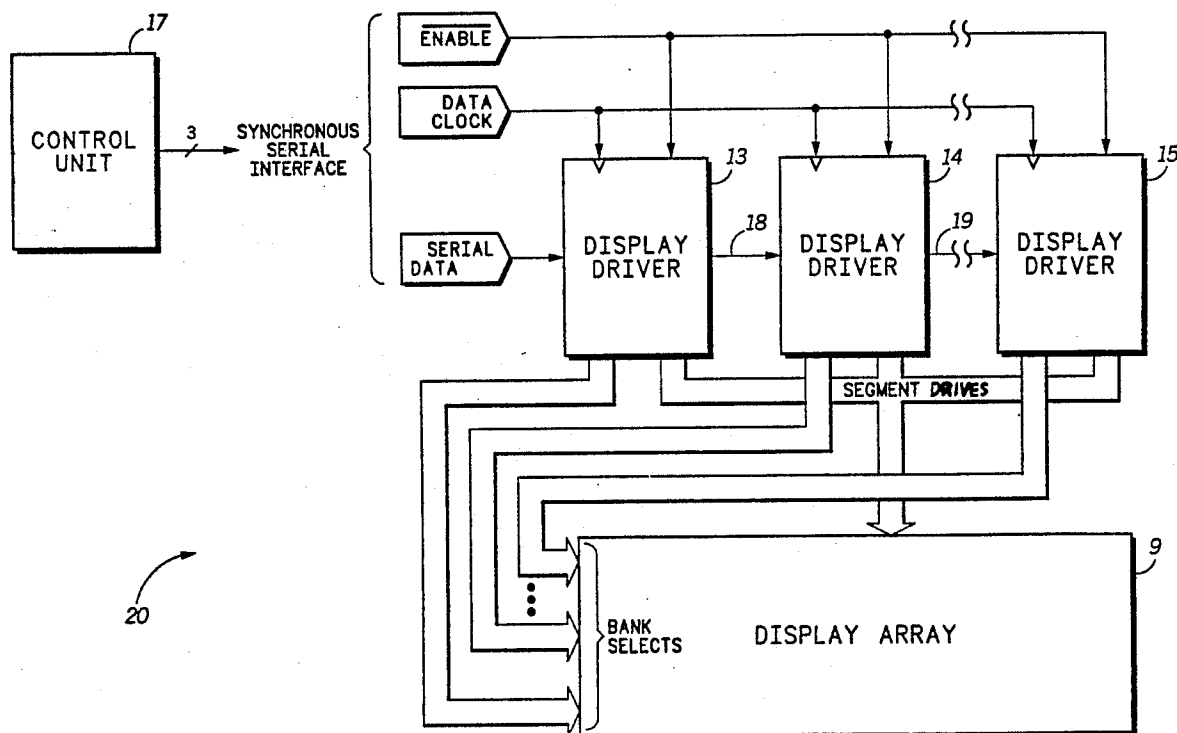 17
CONTROL
UNIT
3
SYNCHRONOUS
SERIAL
INTERFACE
ENABLE
DATA
CLOCK
SERIAL
DATA
13
DISPLAY
DRIVER
18
14
DISPLAY
DRIVER
19
15
DISPLAY
DRIVER
SEGMENT DRIVES
20
BANK
SELECTS
DISPLAY ARRAY
9